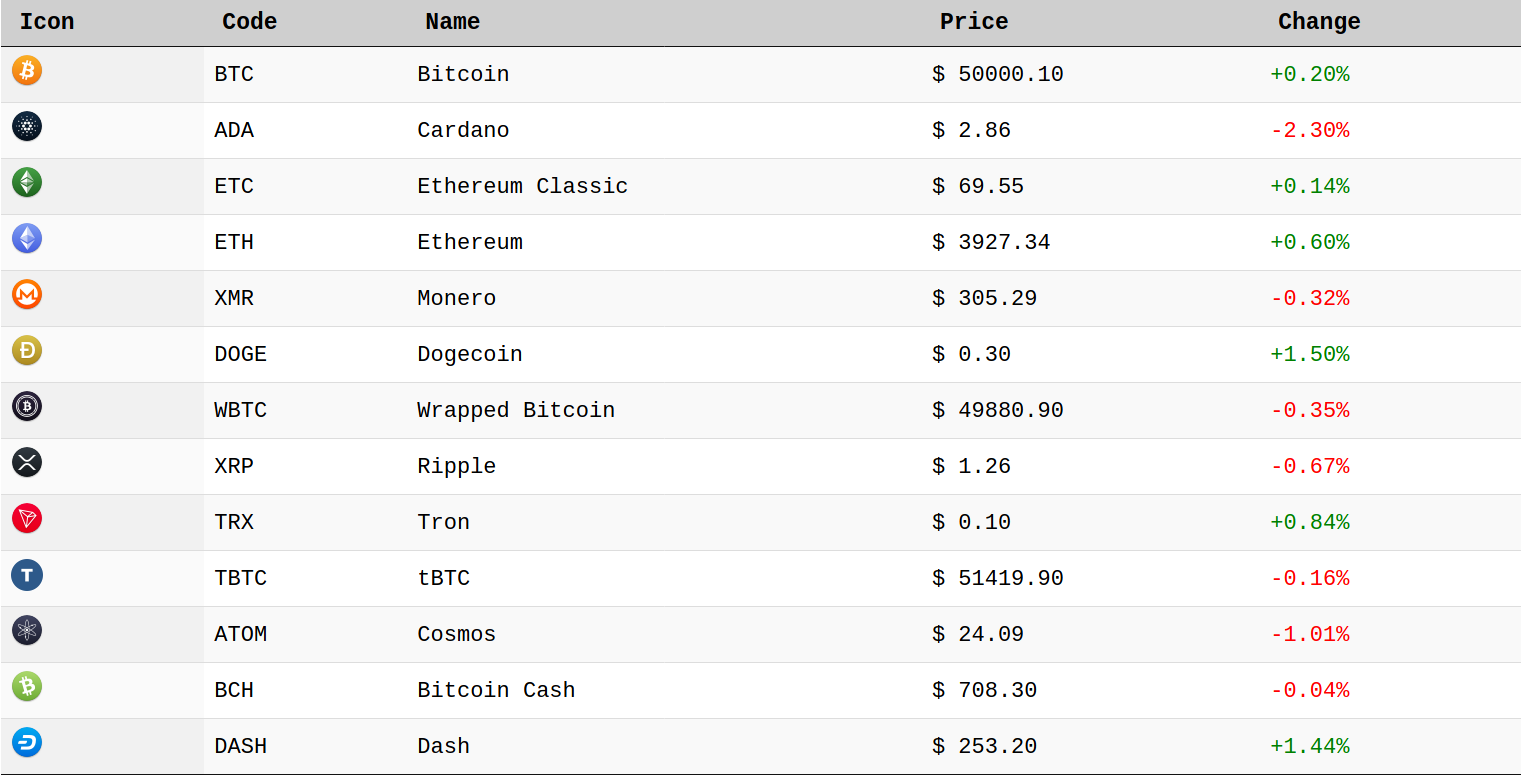 Icon Code Name Price Change
BTC Bitcoin $ 50000.10 +0.20%
ADA Cardano $ 2.86 -2.30%
ETC Ethereum Classic $ 69.55 +0.14%
ETH Ethereum $ 3927.34 +0.60%
XMR Monero $ 305.29 -0.32%
DOGE Dogecoin $ 0.30 +1.50%
WBTC Wrapped Bitcoin $ 49880.90 -0.35%
XRP Ripple $ 1.26 -0.67%
TRX Tron $ 0.10 +0.84%
TBTC tBTC $ 51419.90 -0.16%
ATOM Cosmos $ 24.09 -1.01%
BCH Bitcoin Cash $ 708.30 -0.04%
DASH Dash $ 253.20 +1.44%